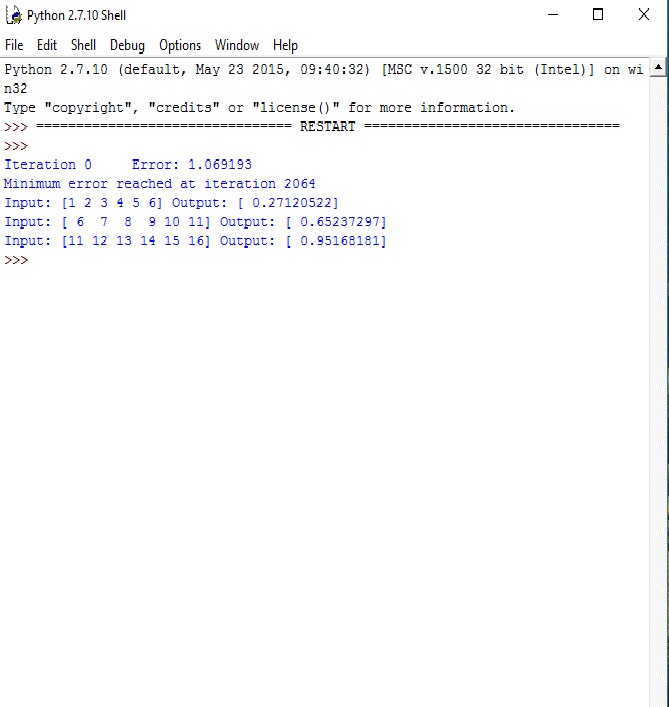 Python 2.7.10 Shell
File Edit Shell Debug Options Window Help
Python 2.7.10 (default, May 23 2015, 09:40:32) [MSC v.1500 32 bit (Intel)] on wi
n32
Type "copyright", "credits" or "license()" for more information.
>>> ================================ RESTART ================================
>>>
Iteration 0     Error: 1.069193
Minimum error reached at iteration 2064
Input: [1 2 3 4 5 6] Output: [ 0.27120522]
Input: [ 6  7  8  9 10 11] Output: [ 0.65237297]
Input: [11 12 13 14 15 16] Output: [ 0.95168181]
>>>